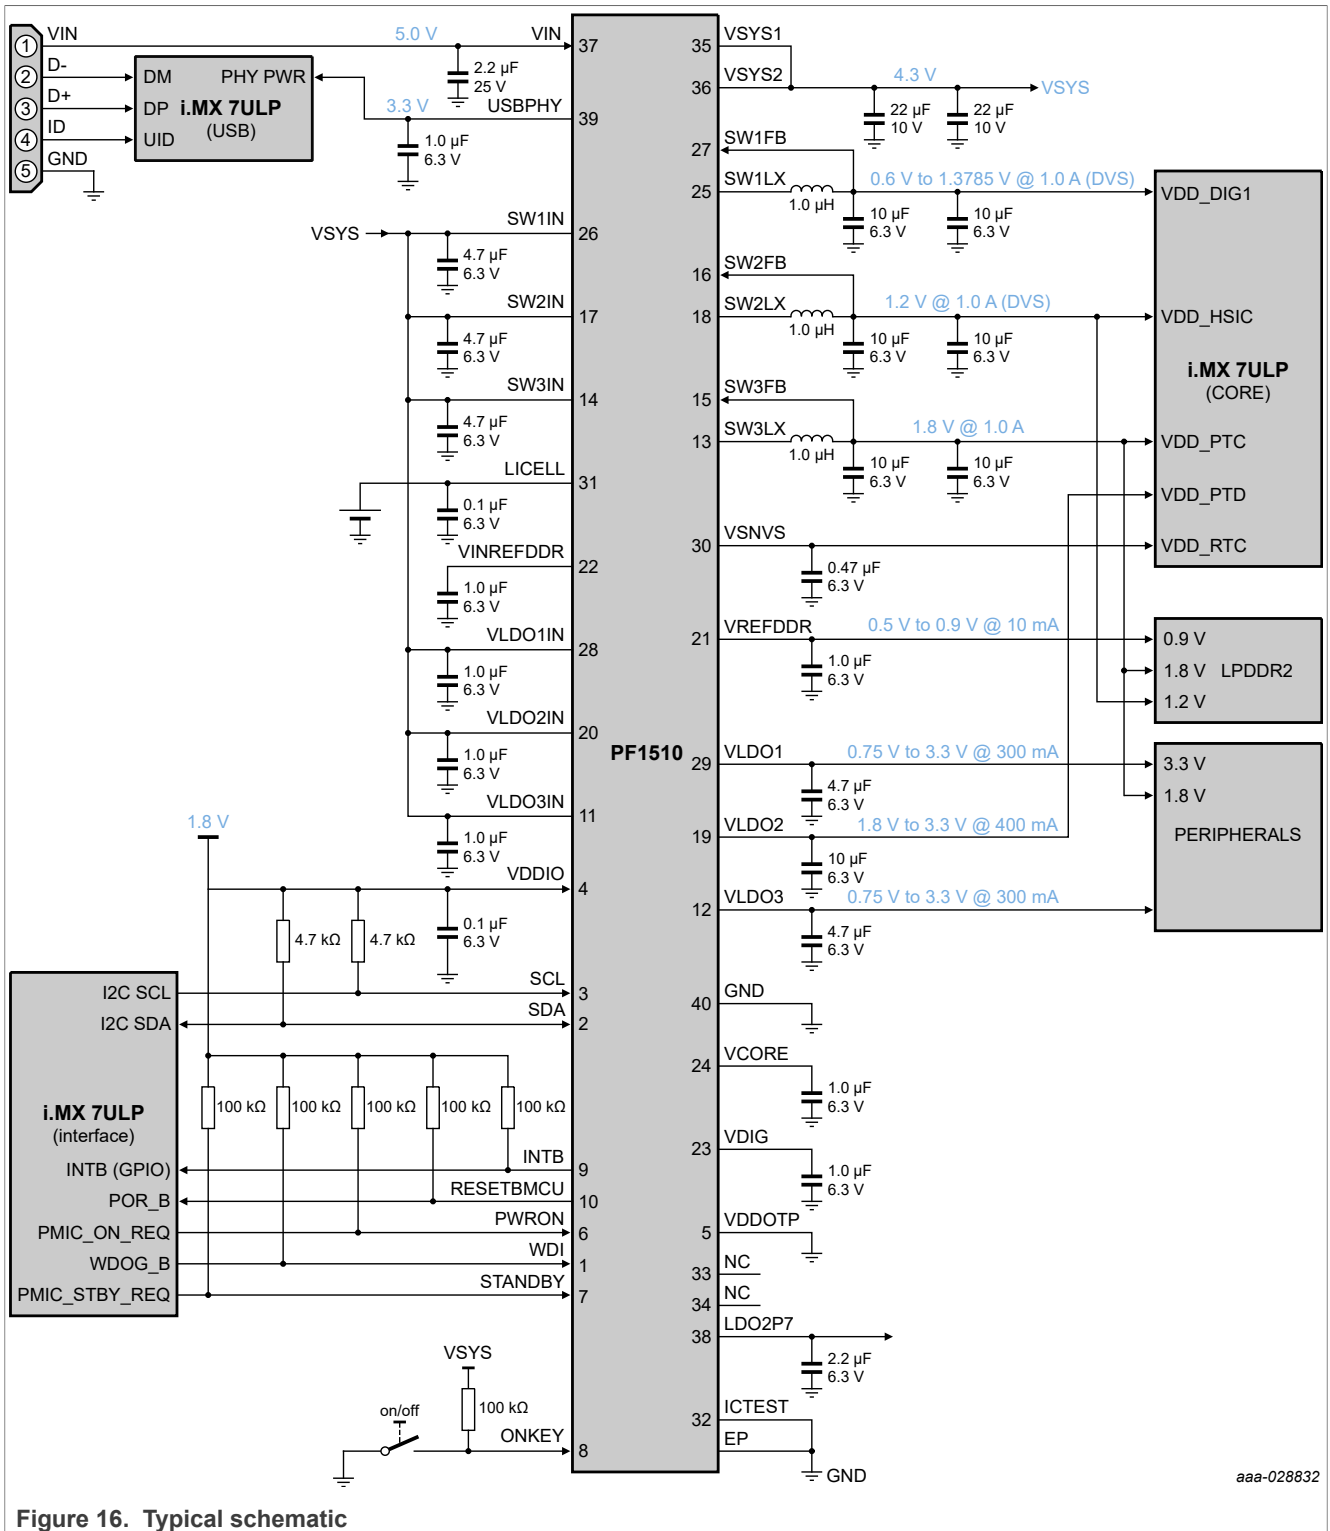 VIN
5.0 V
VIN
1
37
D-
2
DM
PHY PWR
2.2 µF
25 V
D+
3
DP
i.MX 7ULP
(USB)
3.3 V
USBPHY
39
ID
4
UID
1.0 µF
6.3 V
GND
5
VSYS
SW1IN
26
4.7 µF
6.3 V
SW2IN
17
4.7 µF
6.3 V
SW3IN
14
4.7 µF
6.3 V
LICELL
31
0.1 µF
6.3 V
VINREFDDR
22
1.0 µF
6.3 V
VLDO1IN
28
1.0 µF
6.3 V
VLDO2IN
20
1.0 µF
6.3 V
VLDO3IN
11
1.0 µF
6.3 V
1.8 V
VDDIO
4
4.7 kΩ
4.7 kΩ
0.1 µF
6.3 V
I2C SCL
SCL
3
I2C SDA
SDA
2
100 kΩ
100 kΩ
100 kΩ
100 kΩ
100 kΩ
i.MX 7ULP
(interface)
INTB (GPIO)
INTB
9
POR_B
RESETBMCU
10
PMIC_ON_REQ
PWRON
6
WDOG_B
WDI
1
PMIC_STBY_REQ
STANDBY
7
VSYS
on/off
100 kΩ
ONKEY
8
PF1510
35
VSYS1
36
VSYS2
4.3 V
VSYS
22 µF
10 V
22 µF
10 V
27
SW1FB
25
SW1LX
1.0 µH
0.6 V to 1.3785 V @ 1.0 A (DVS)
VDD_DIG1
10 µF
6.3 V
10 µF
6.3 V
16
SW2FB
18
SW2LX
1.0 µH
1.2 V @ 1.0 A (DVS)
VDD_HSIC
10 µF
6.3 V
10 µF
6.3 V
i.MX 7ULP
(CORE)
15
SW3FB
13
SW3LX
1.0 µH
1.8 V @ 1.0 A
VDD_PTC
10 µF
6.3 V
10 µF
6.3 V
VDD_PTD
30
VSNVS
VDD_RTC
0.47 µF
6.3 V
21
VREFDDR
0.5 V to 0.9 V @ 10 mA
0.9 V
1.0 µF
6.3 V
1.8 V
LPDDR2
1.2 V
29
VLDO1
0.75 V to 3.3 V @ 300 mA
3.3 V
4.7 µF
6.3 V
1.8 V
19
VLDO2
1.8 V to 3.3 V @ 400 mA
PERIPHERALS
10 µF
6.3 V
12
VLDO3
0.75 V to 3.3 V @ 300 mA
4.7 µF
6.3 V
40
GND
24
VCORE
1.0 µF
6.3 V
23
VDIG
1.0 µF
6.3 V
5
VDDOTP
33
NC
34
NC
38
LDO2P7
2.2 µF
6.3 V
32
ICTEST
EP
GND
aaa-028832
Figure 16. Typical schematic